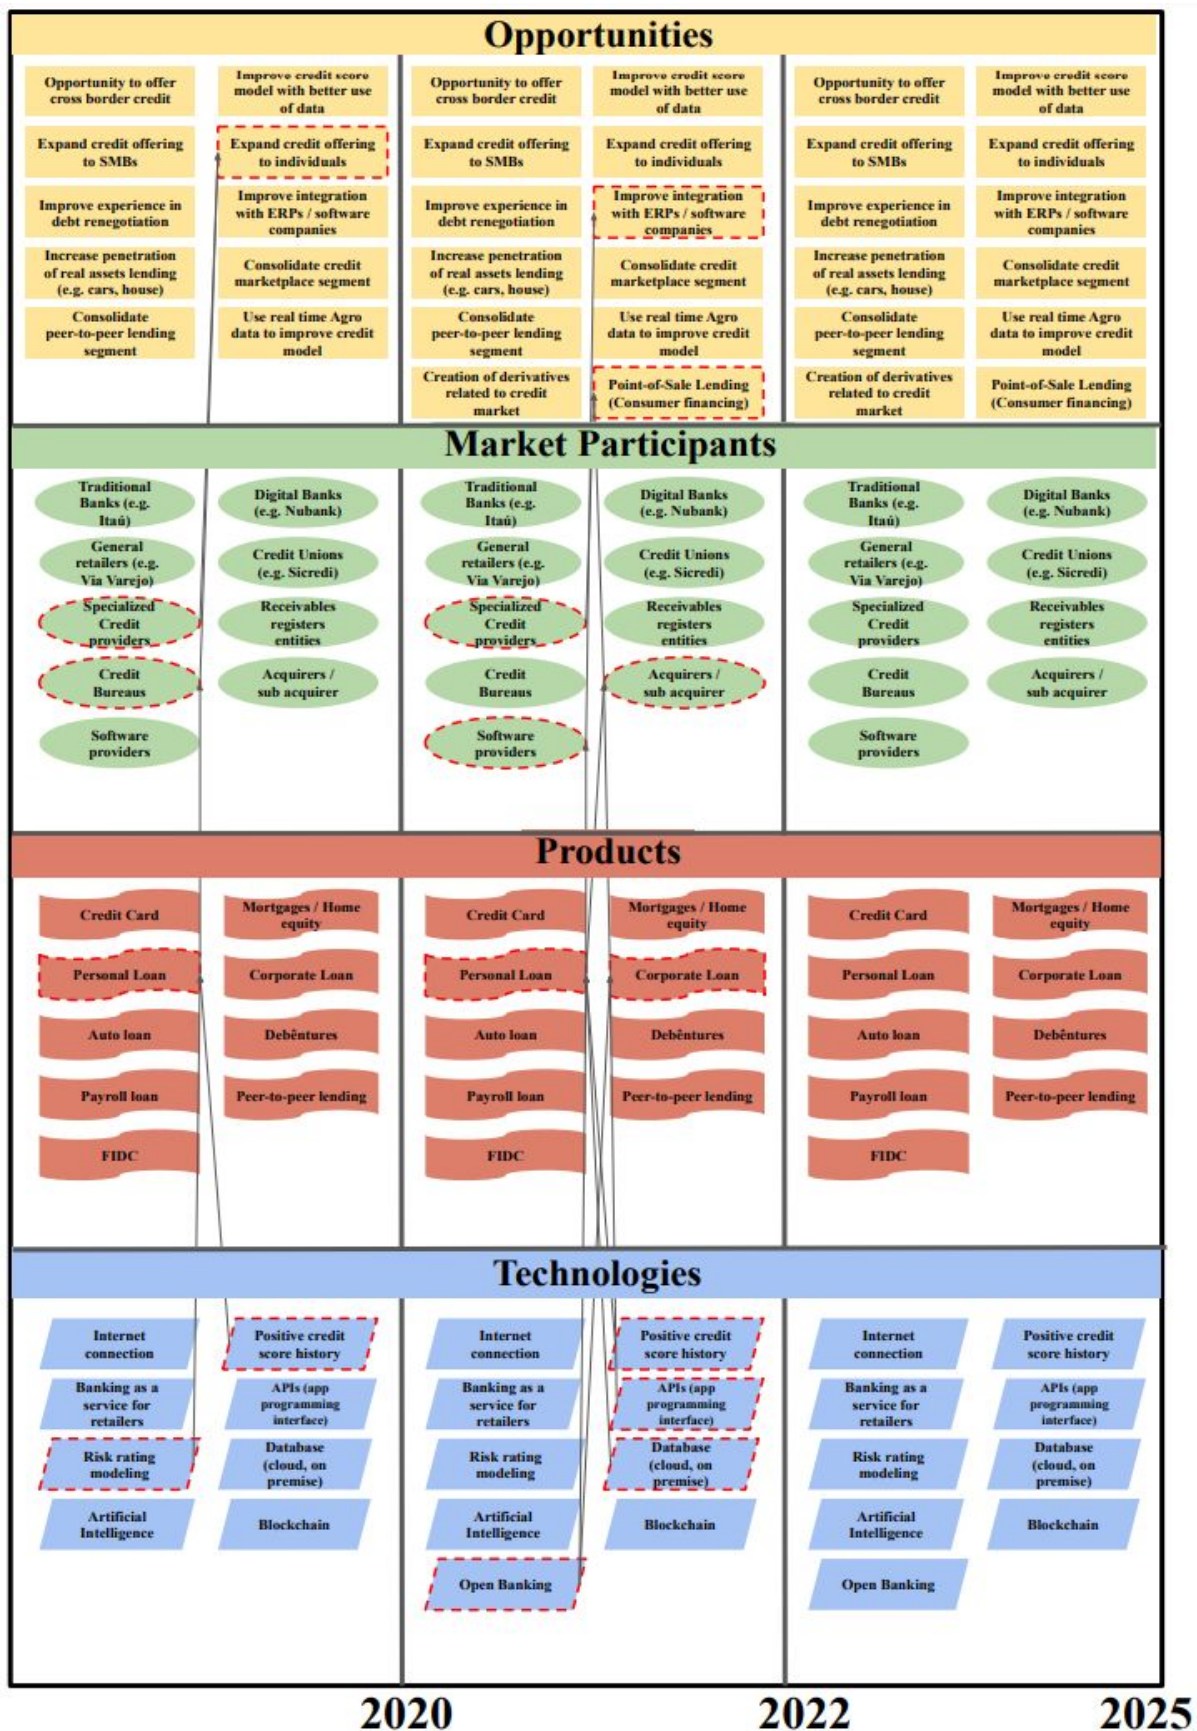 Opportunities
Opportunity to offer
cross border credit
Improve credit score
model with better use
of data
Expand credit offering
to SMBs
Expand credit offering
to individuals
Improve experience in
debt renegotiation
Improve integration
with ERPs / software
companies
Increase penetration
of real assets lending
(e.g. cars, house)
Consolidate credit
marketplace segment
Consolidate
peer-to-peer lending
segment
Use real time Agro
data to improve credit
model
Opportunity to offer
cross border credit
Improve credit score
model with better use
of data
Expand credit offering
to SMBs
Expand credit offering
to individuals
Improve experience in
debt renegotiation
Improve integration
with ERPs / software
companies
Increase penetration
of real assets lending
(e.g. cars, house)
Consolidate credit
marketplace segment
Consolidate
peer-to-peer lending
segment
Use real time Agro
data to improve credit
model
Creation of derivatives
related to credit
market
Point-of-Sale Lending
(Consumer financing)
Opportunity to offer
cross border credit
Improve credit score
model with better use
of data
Expand credit offering
to SMBs
Expand credit offering
to individuals
Improve experience in
debt renegotiation
Improve integration
with ERPs / software
companies
Increase penetration
of real assets lending
(e.g. cars, house)
Consolidate credit
marketplace segment
Consolidate
peer-to-peer lending
segment
Use real time Agro
data to improve credit
model
Creation of derivatives
related to credit
market
Point-of-Sale Lending
(Consumer financing)
Market Participants
Traditional
Banks (e.g.
Itaú)
Digital Banks
(e.g. Nubank)
General
retailers (e.g.
Via Varejo)
Credit Unions
(e.g. Sicredi)
Specialized
Credit
providers
Receivables
registers
entities
Credit
Bureaus
Acquirers /
sub acquirer
Software
providers
Traditional
Banks (e.g.
Itaú)
Digital Banks
(e.g. Nubank)
General
retailers (e.g.
Via Varejo)
Credit Unions
(e.g. Sicredi)
Specialized
Credit
providers
Receivables
registers
entities
Credit
Bureaus
Acquirers /
sub acquirer
Software
providers
Traditional
Banks (e.g.
Itaú)
Digital Banks
(e.g. Nubank)
General
retailers (e.g.
Via Varejo)
Credit Unions
(e.g. Sicredi)
Specialized
Credit
providers
Receivables
registers
entities
Credit
Bureaus
Acquirers /
sub acquirer
Software
providers
Products
Credit Card
Mortgages / Home
equity
Personal Loan
Corporate Loan
Auto loan
Debêntures
Payroll loan
Peer-to-peer lending
FIDC
Credit Card
Mortgages / Home
equity
Personal Loan
Corporate Loan
Auto loan
Debêntures
Payroll loan
Peer-to-peer lending
FIDC
Credit Card
Mortgages / Home
equity
Personal Loan
Corporate Loan
Auto loan
Debêntures
Payroll loan
Peer-to-peer lending
FIDC
Technologies
Internet
connection
Positive credit
score history
Banking as a
service for
retailers
APIs (app
programming
interface)
Risk rating
modeling
Database
(cloud, on
premise)
Artificial
Intelligence
Blockchain
Internet
connection
Positive credit
score history
Banking as a
service for
retailers
APIs (app
programming
interface)
Risk rating
modeling
Database
(cloud, on
premise)
Artificial
Intelligence
Blockchain
Open Banking
Internet
connection
Positive credit
score history
Banking as a
service for
retailers
APIs (app
programming
interface)
Risk rating
modeling
Database
(cloud, on
premise)
Artificial
Intelligence
Blockchain
Open Banking
2020
2022
2025